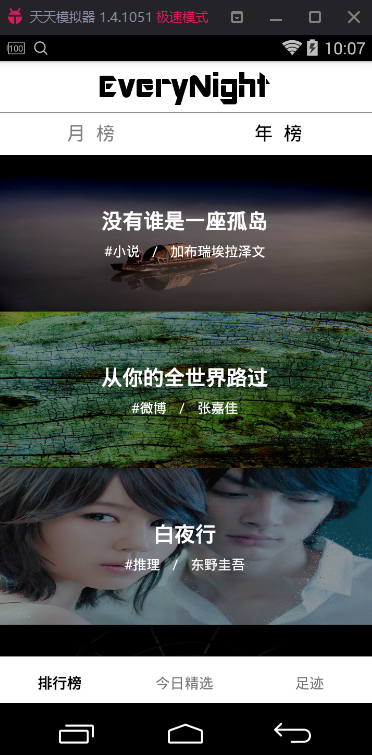 天天模拟器 1.4.1051 极速模式
100 10:07
EveryNight
月 榜 年 榜
没有谁是一座孤岛
#小说 / 加布瑞埃拉泽文
从你的全世界路过
#微博 / 张嘉佳
白夜行
#推理 / 东野圭吾
排行榜 今日精选 足迹